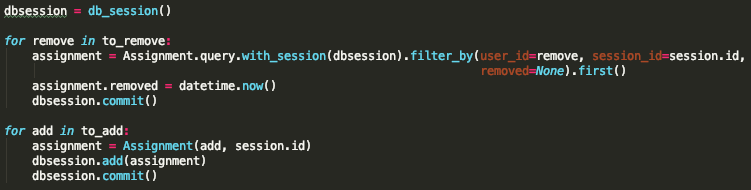 dbsession = db_session()
for remove in to_remove:
assignment = Assignment.query.with_session(dbsession).filter_by(user_id=remove, session_id=session.id,
removed=None).first()
assignment.removed = datetime.now()
dbsession.commit()
for add in to_add:
assignment = Assignment(add, session.id)
dbsession.add(assignment)
dbsession.commit()